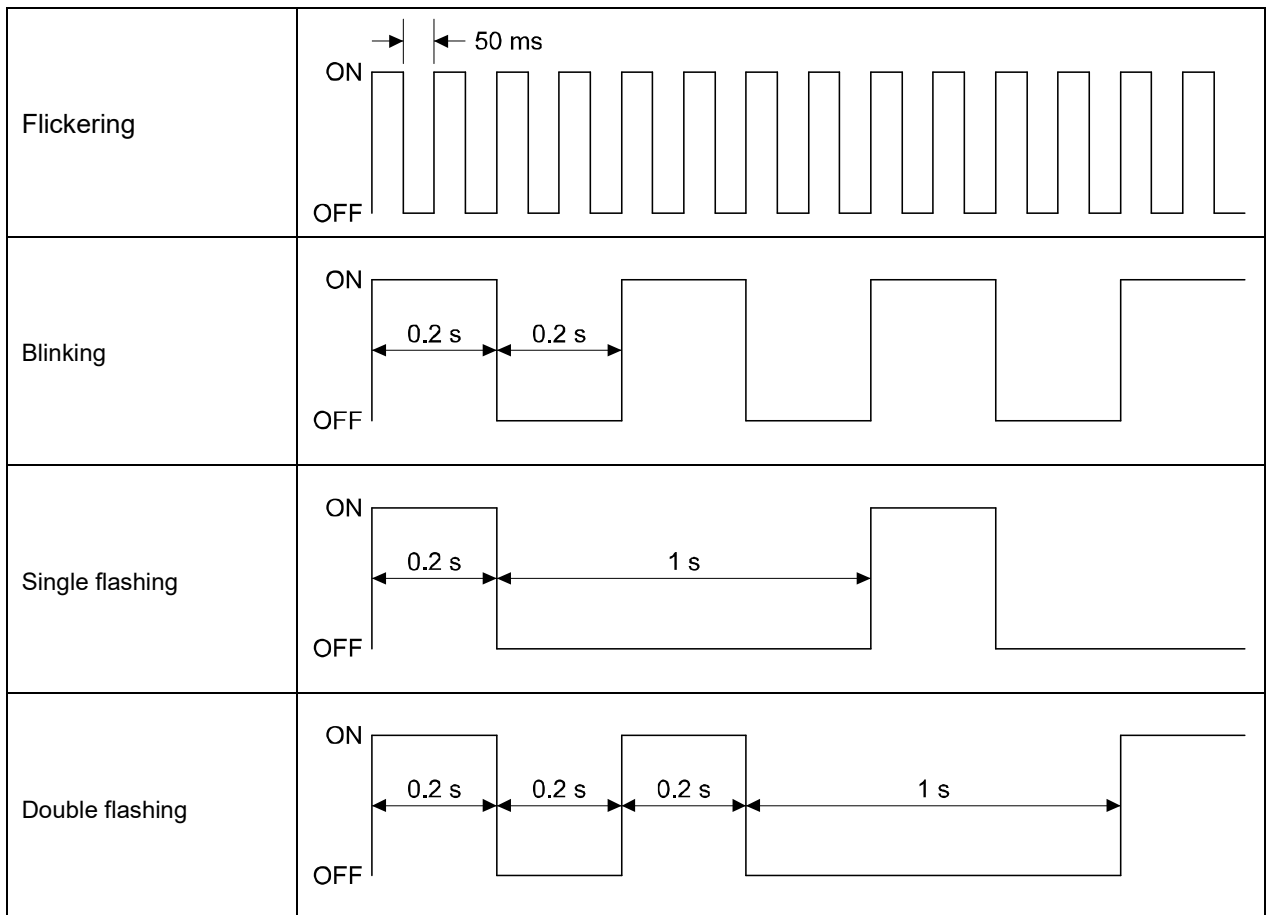 50 ms
ON
Flickering
OFF
ON
0.2 s 0.2 s
Blinking
OFF
ON
0.2 s 1 s
Single flashing
OFF
ON
0.2 s 0.2 s 0.2 s 1 s
Double flashing
OFF